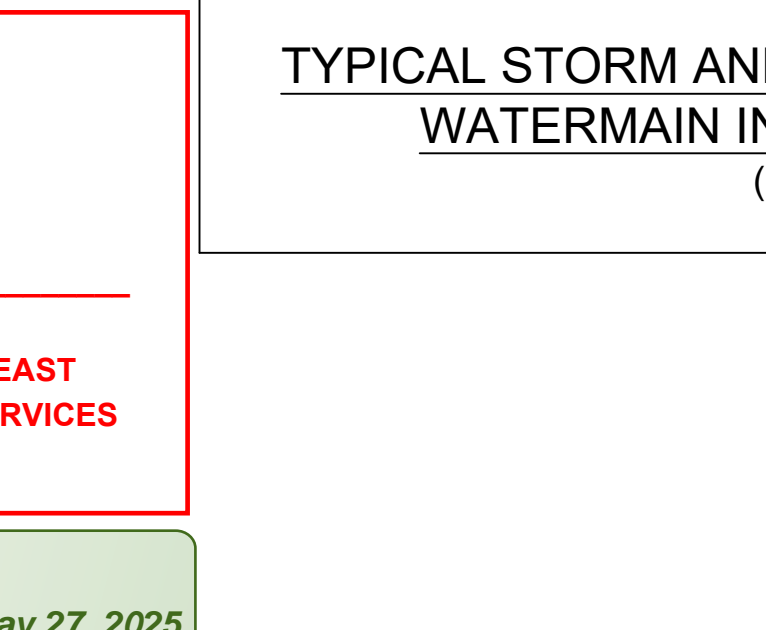 TYPICAL STORM AN
WATERMAIN IN
(
EAST
RVICES
ay 27, 2025